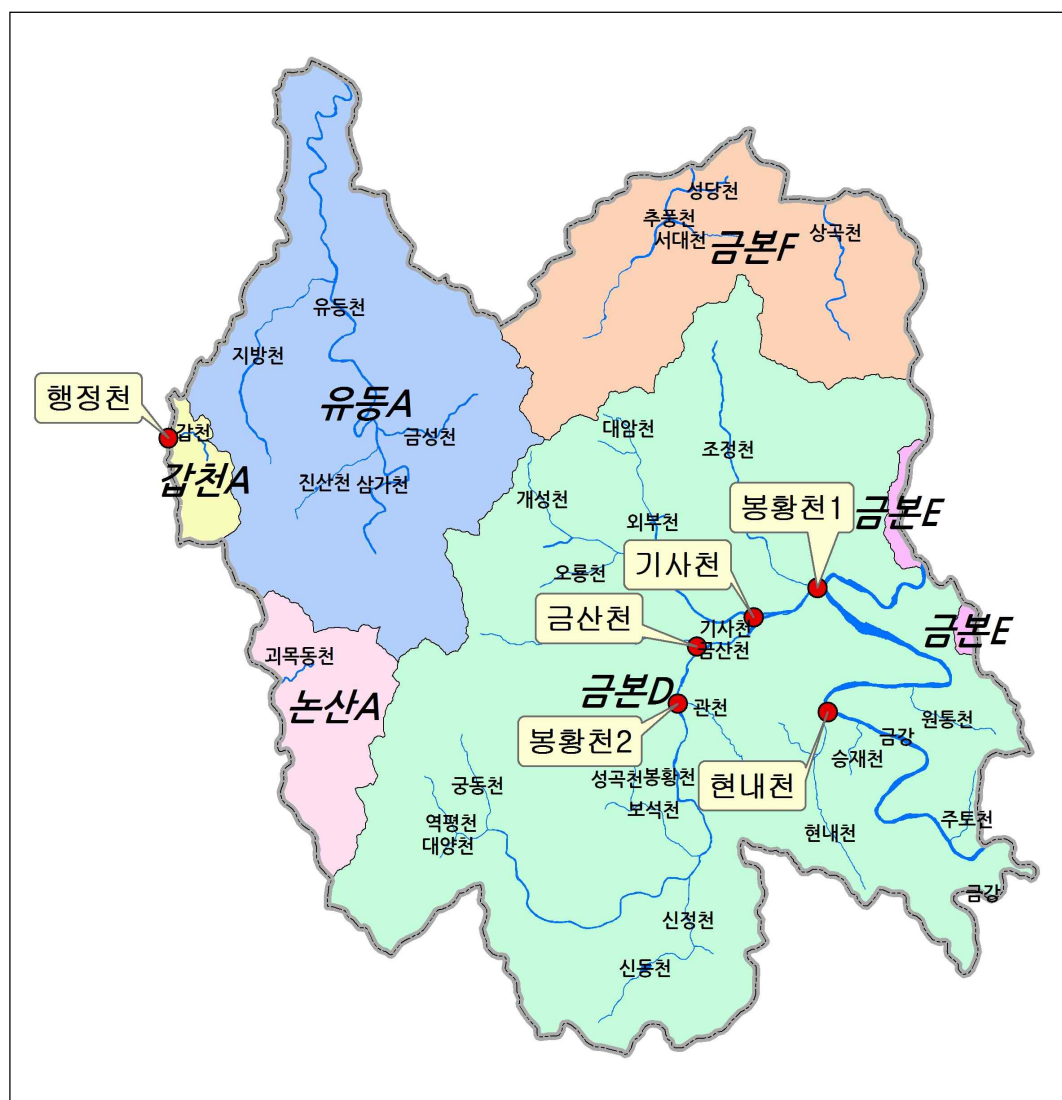 성당천
추풍천
서대천
상곡천
금본F
유등천
지방천
행정천
갑천
유등A
갑천A
금성천
진산천
삼가천
대암천
조정천
개성천
외부천
봉황천1
금본E
오룡천
기사천
금산천
기사천
금산천
금본E
괴목동천
논산A
금본D
관천
봉황천2
원동천
금강
승재천
현내천
성곡천
봉황천
보석천
궁동천
역평천
대양천
현내천
주토천
금강
신정천
신동천